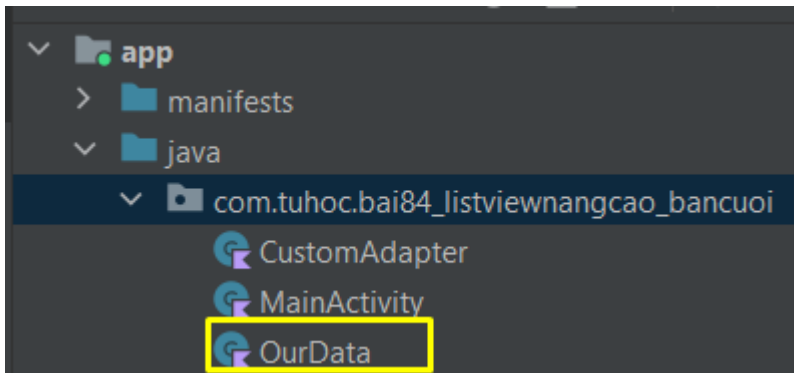 app
manifests
java
com.tuhoc.bai84_listviewnangcao_bancuoi
CustomAdapter
MainActivity
OurData